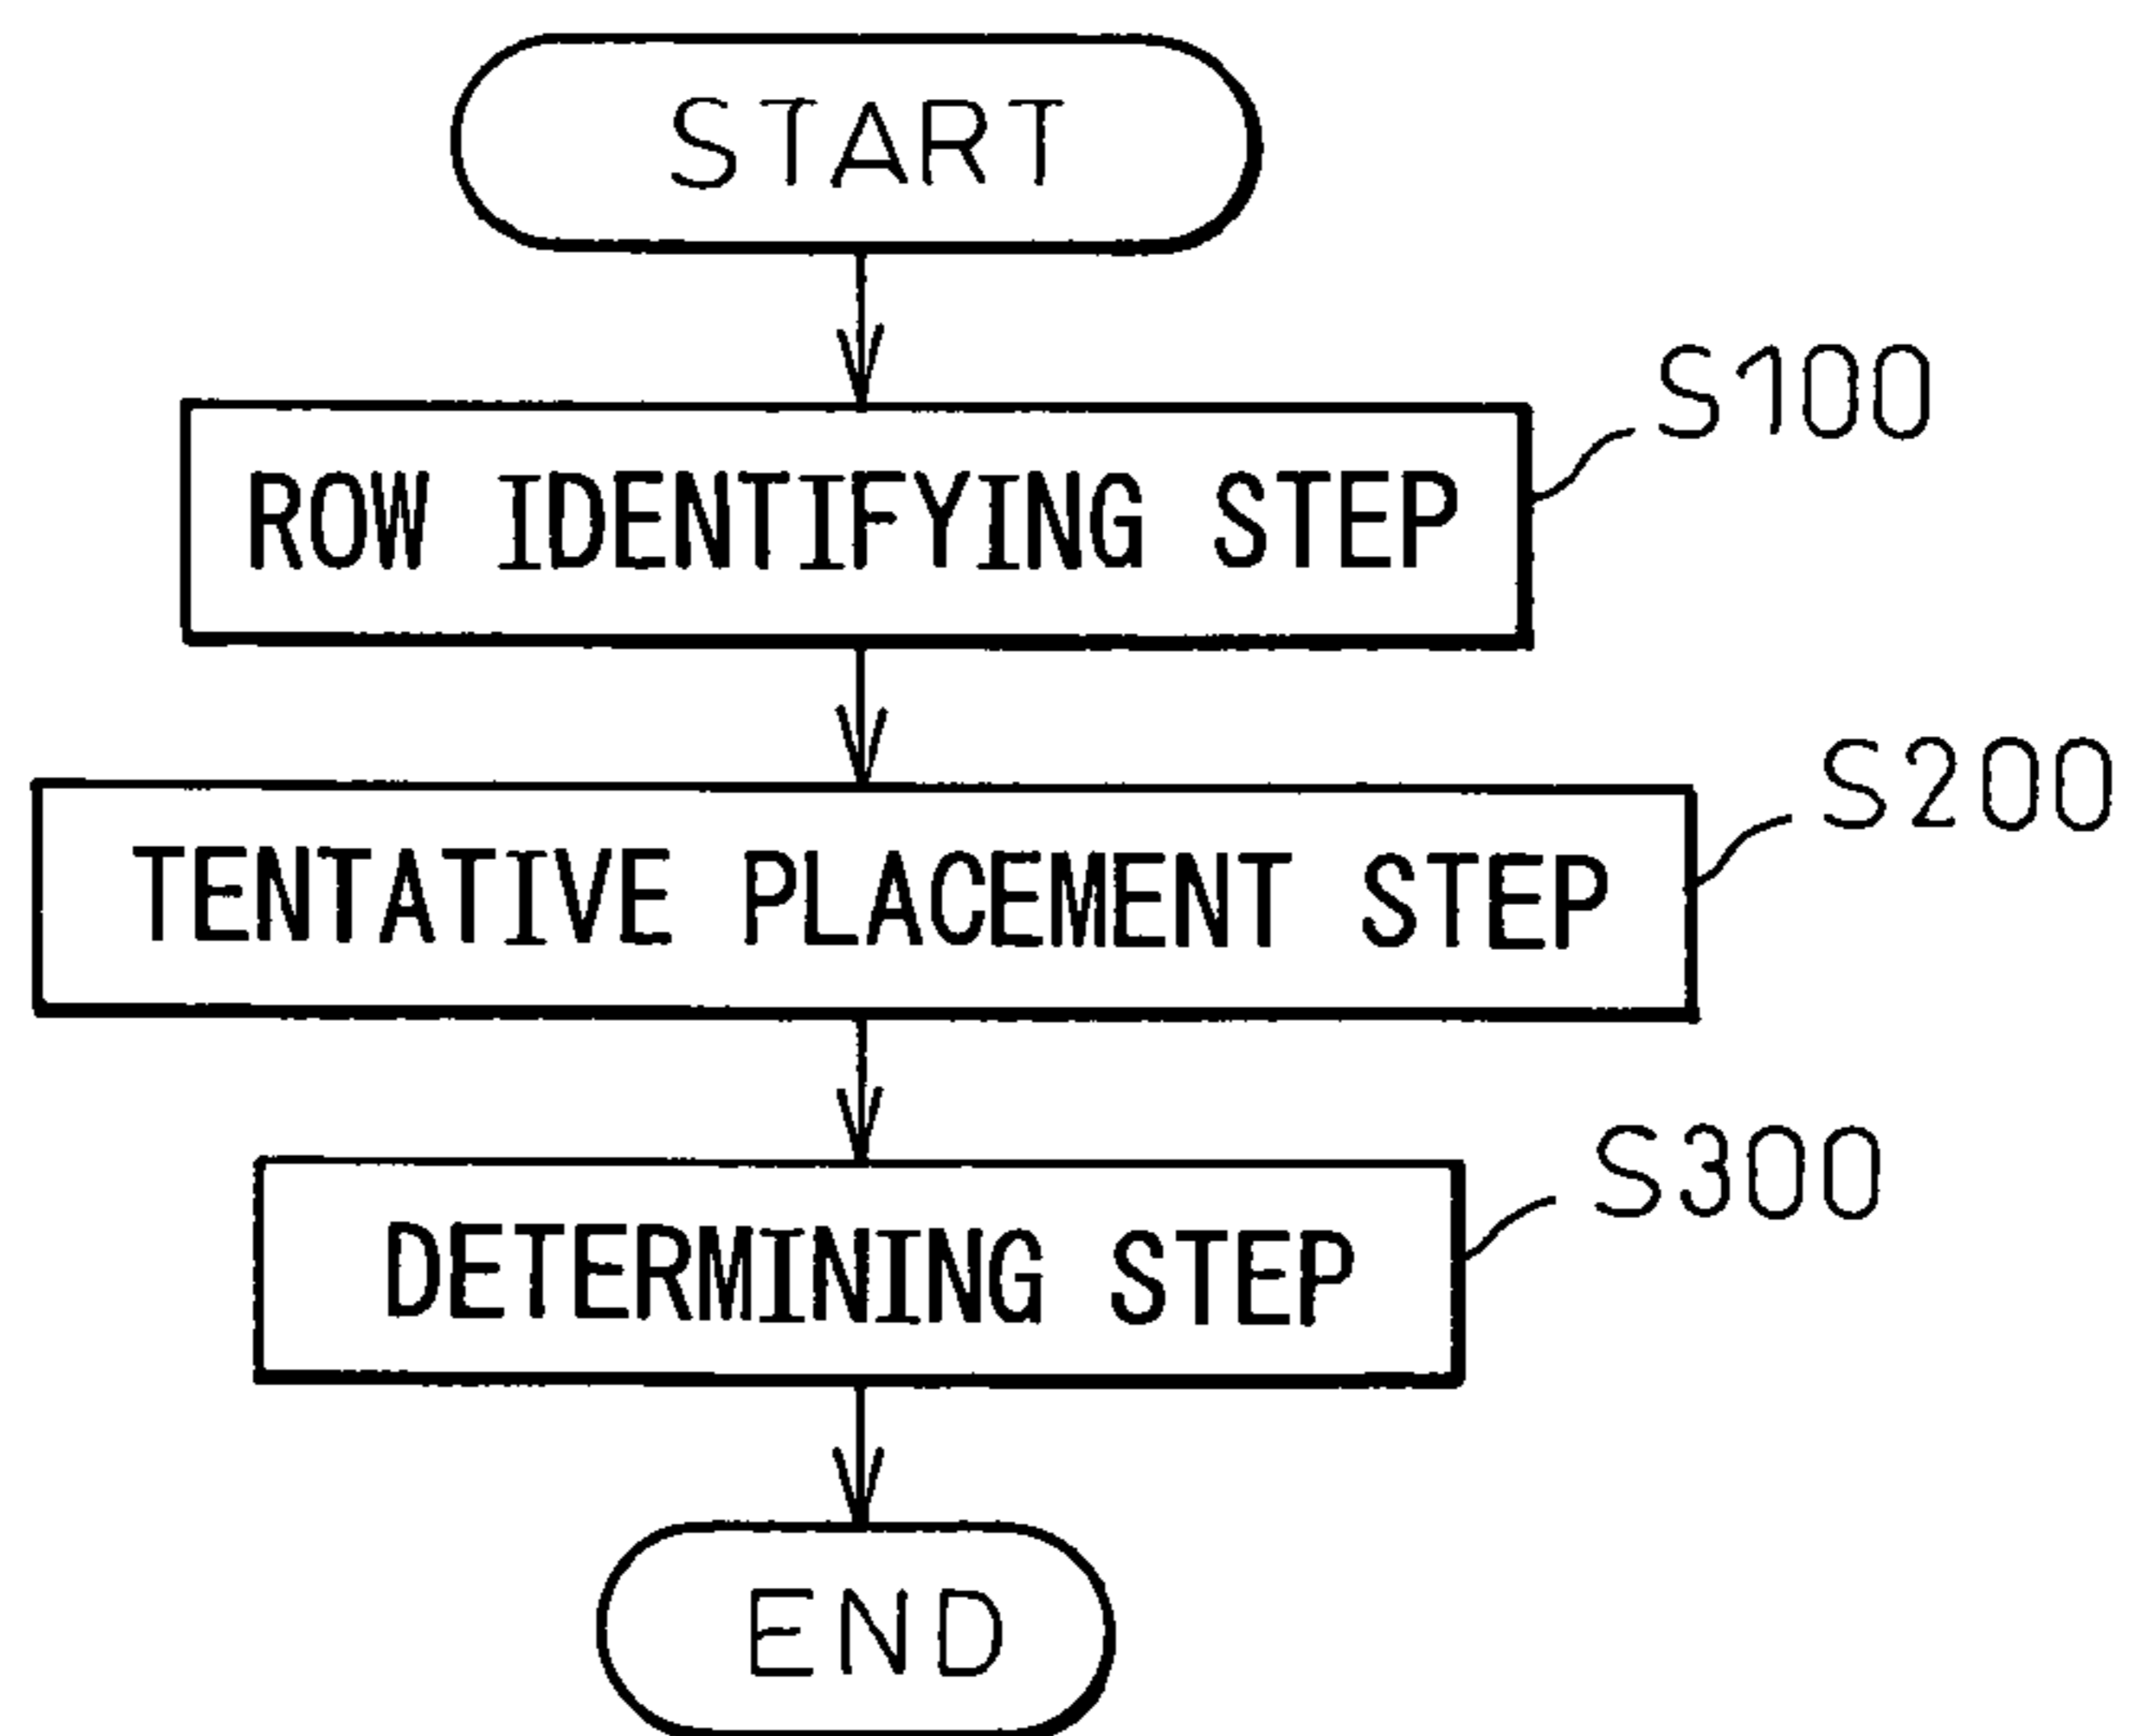 START
S100
ROW IDENTIFYING STEP
S200
TENTATIVE PLACEMENT STEP
S300
DETERMINING STEP
END